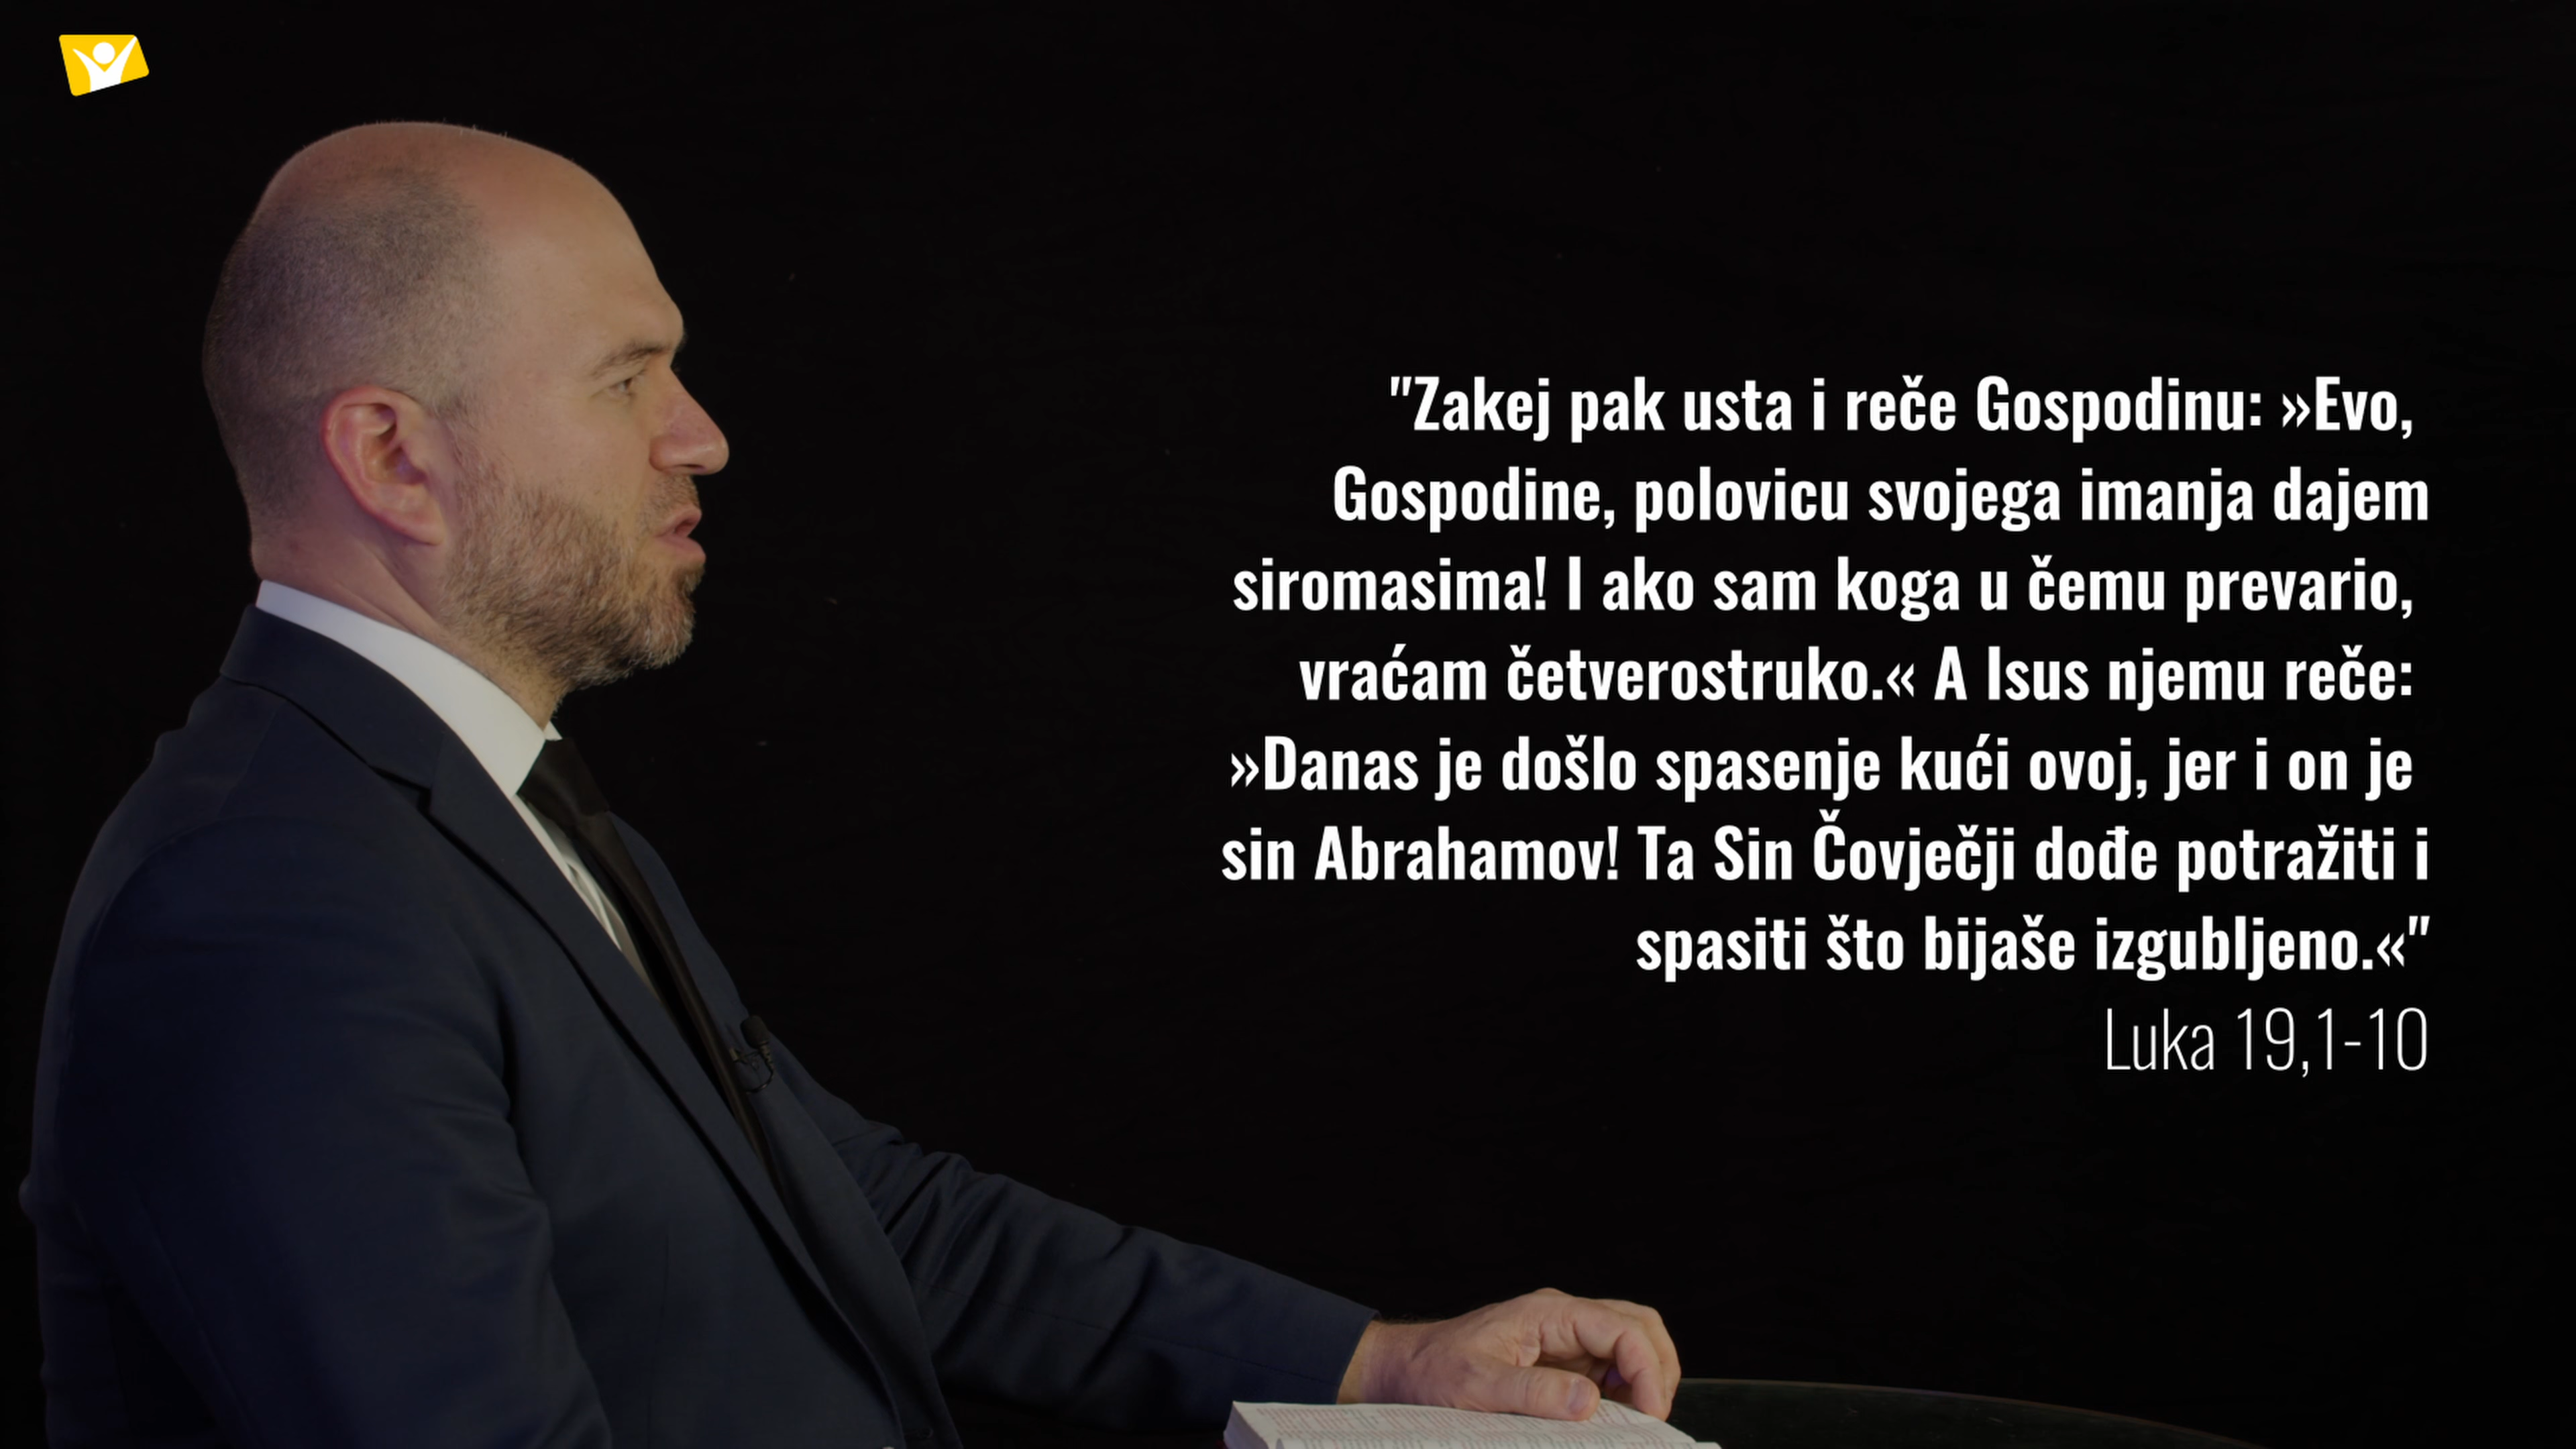 "Zakej pak usta i reče Gospodinu: »Evo,
Gospodine, polovicu svojega imanja dajem
siromasima! I ako sam koga u čemu prevario,
vraćam četverostruko.« A Isus njemu reče:
»Danas je došlo spasenje kući ovoj, jer i on je
sin Abrahamov! Ta Sin Čovječji dođe potražiti i
spasiti što bijaše izgubljeno.«"
Luka 19,1-10